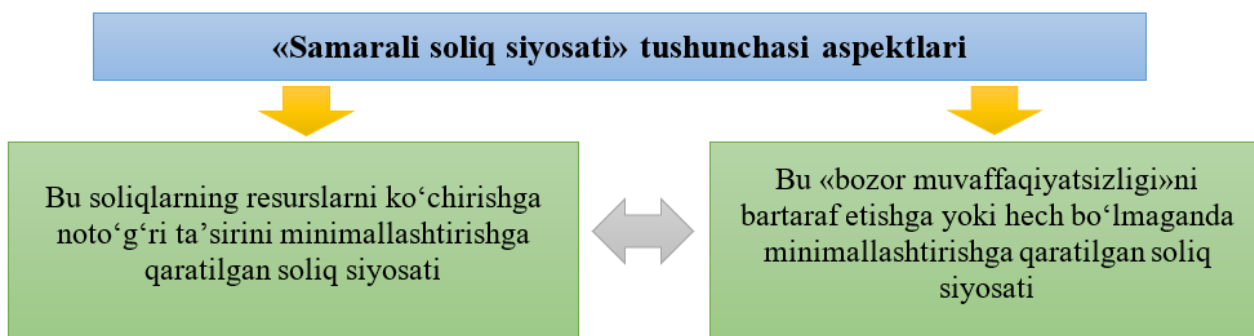 «Samarali soliq siyosati» tushunchasi aspektlari
Bu soliqlarning resurslarni ko‘chirishga
noto‘g‘ri ta’sirini minimallashtirishga
qaratilgan soliq siyosati
Bu «bozor muvaffaqiyatsizligi»ni
bartaraf etishga yoki hech bo‘lmaganda
minimallashtirishga qaratilgan soliq
siyosati